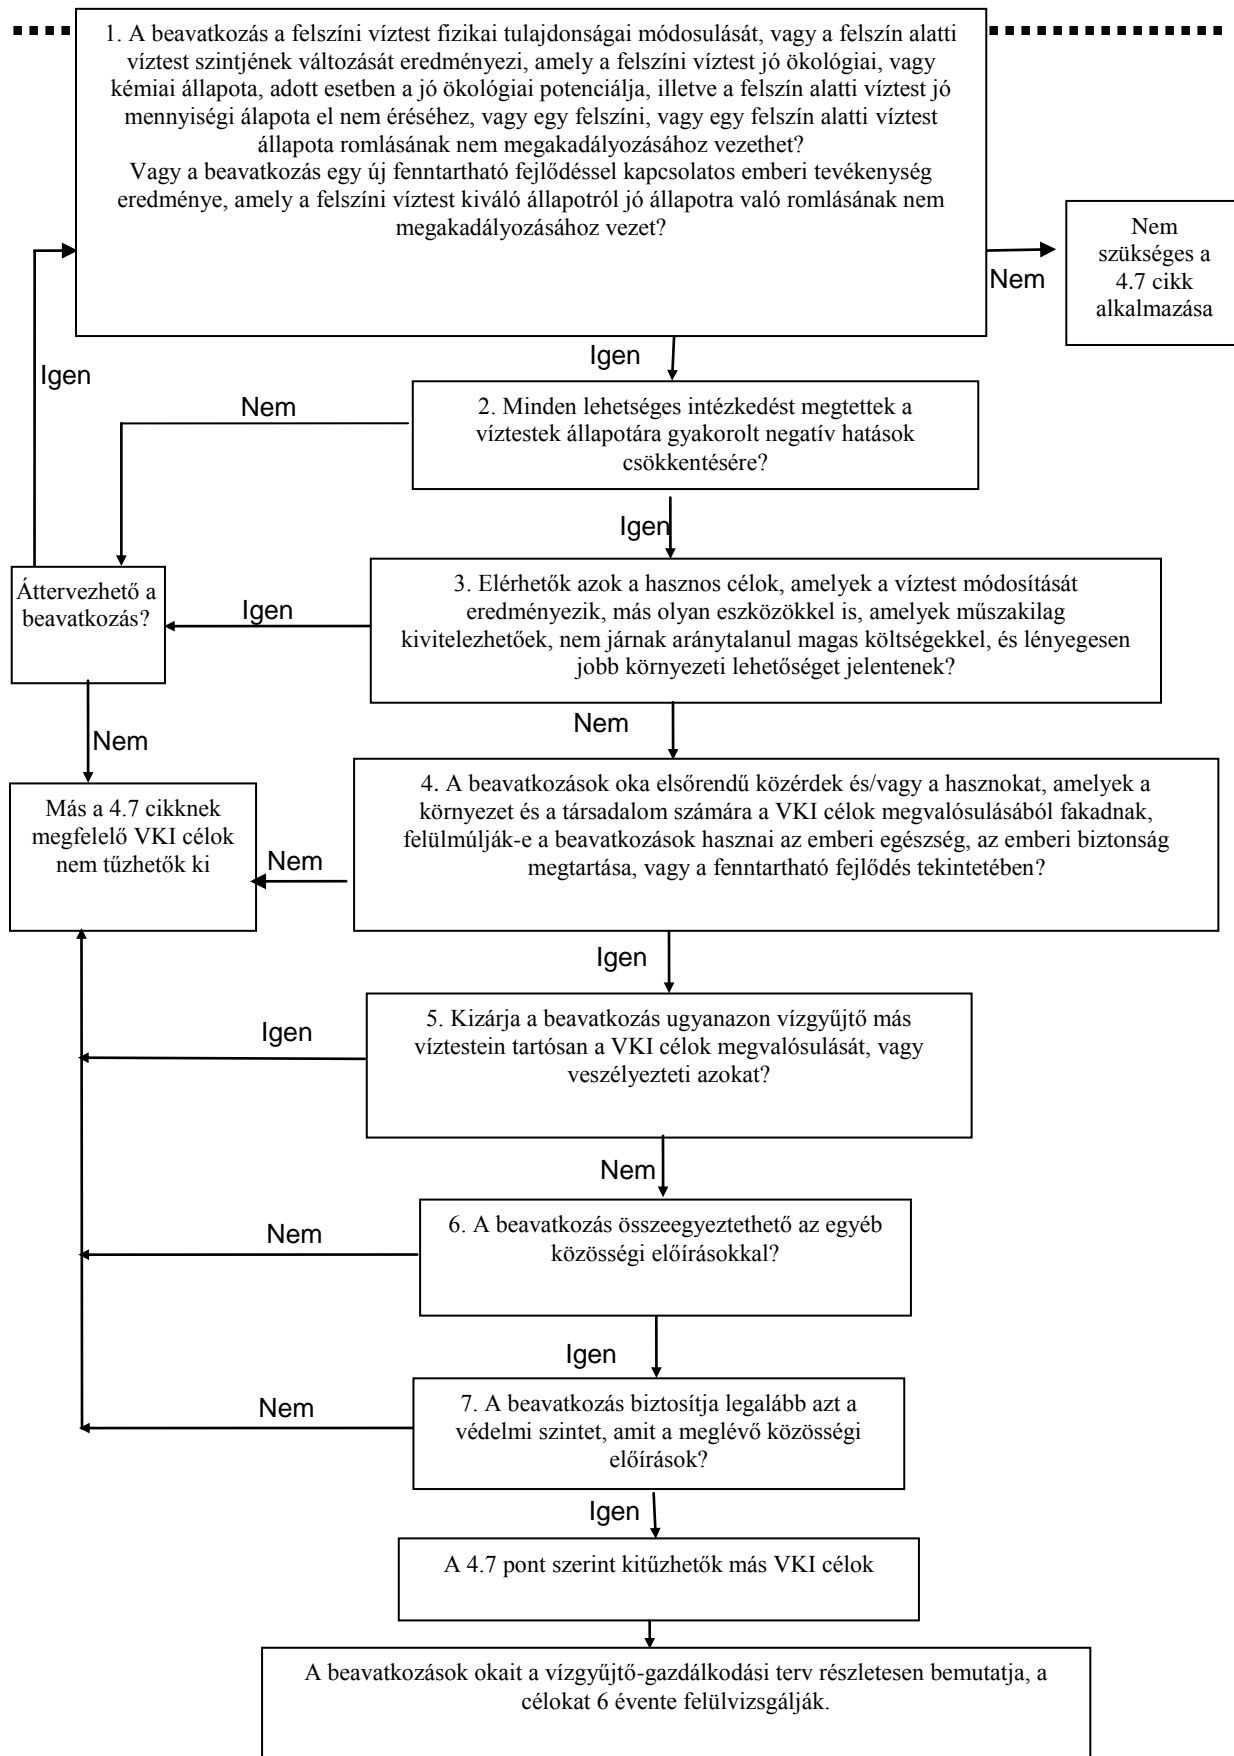 1. A beavatkozás a felszíni víztest fizikai tulajdonságai módosulását, vagy a felszín alatti
víztest szintjének változását eredményezi, amely a felszíni víztest jó ökológiai, vagy
kémiai állapota, adott esetben a jó ökológiai potenciálja, illetve a felszín alatti víztest jó
mennyiségi álapota el nem éréséhez, vagy egy felszíni, vagy egy felszín alatti víztest
állapota romlásának nem megakadályozásához vezethet?
Vagy a beavatkozás egy új fenntartható fejlődéssel kapcsolatos emberi tevékenység
eredménye, amely a felszíni víztest kiváló állapotról jó állapotra való romlásának nem
megakadályozásához vezet?
Nem
Nem
szükséges a
4.7 cikk
alkalmazása
Igen
Igen
Nem
2. Minden lehetséges intézkedést megtettek a
víztestek állapotára gyakorolt negatív hatások
csökkentésére?
Igen
Áttervezhető a
beavatkozás?
Igen
3. Elérhetők azok a hasznos célok, amelyek a víztest módosítását
eredményezik, más olyan eszközökkel is, amelyek műszakilag
kivitelezhetőek, nem járnak aránytalanul magas költségekkel, és lényegesen
jobb környezeti lehetőséget jelentenek?
Nem
Nem
Más a 4.7 cikknek
megfelelő VKI célok
nem tűzhetők ki
Nem
4. A beavatkozások oka elsőrendű közérdek és/vagy a hasznokat, amelyek a
környezet és a társadalom számára a VKI célok megvalósulásából fakadnak,
felülmúlják-e a beavatkozások hasznai az emberi egészség, az emberi biztonság
megtartása, vagy a fenntartható fejlődés tekintetében?
Igen
Igen
5. Kizárja a beavatkozás ugyanazon vízgyűjtő más
víztestein tartósan a VKI célok megvalósulását, vagy
veszélyezteti azokat?
Nem
Nem
6. A beavatkozás összeegyeztethető az egyéb
közösségi előírásokkal?
Igen
Nem
7. A beavatkozás biztosítja legalább azt a
védelmi szintet, amit a meglévő közösségi
előírások?
Igen
A 4.7 pont szerint kitűzhetők más VKI célok
A beavatkozások okait a vízgyűjtő-gazdálkodási terv részletesen bemutatja, a
célokat 6 évente felülvizsgálják.